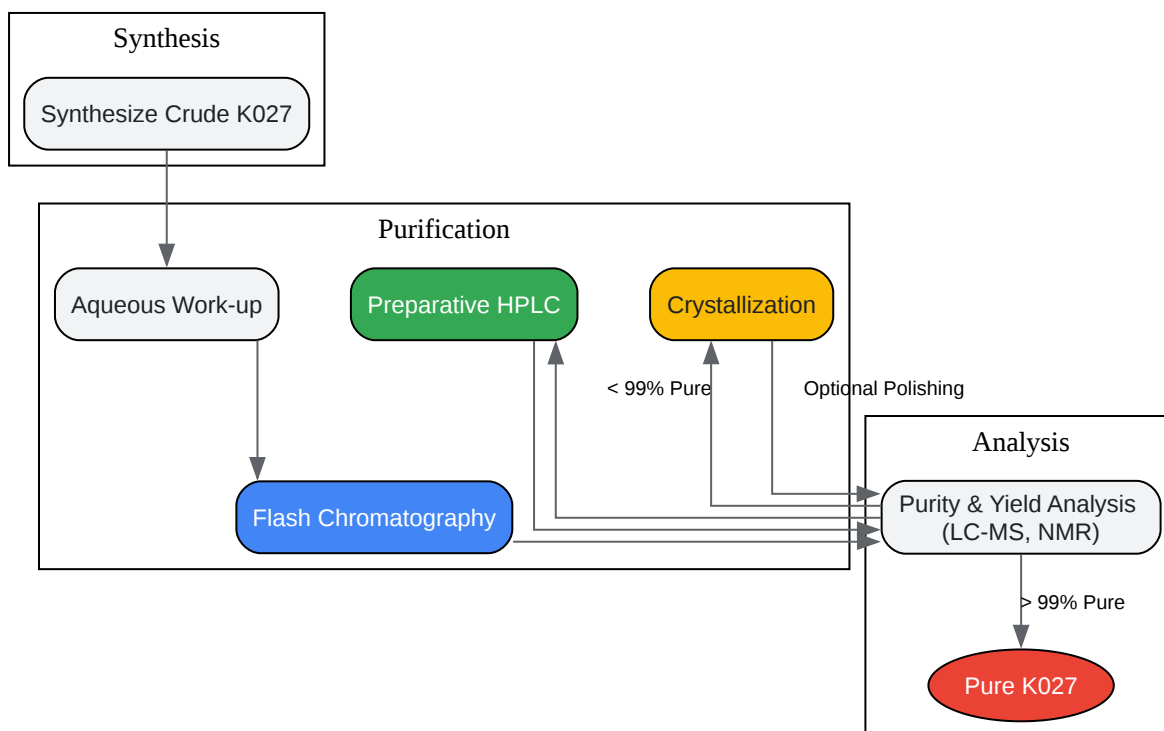 Synthesis
Synthesize Crude K027
Purification
Aqueous Work-up
Preparative HPLC
Crystallization
< 99% Pure
Optional Polishing
Flash Chromatography
Analysis
Purity & Yield Analysis
(LC-MS, NMR)
> 99% Pure
Pure K027